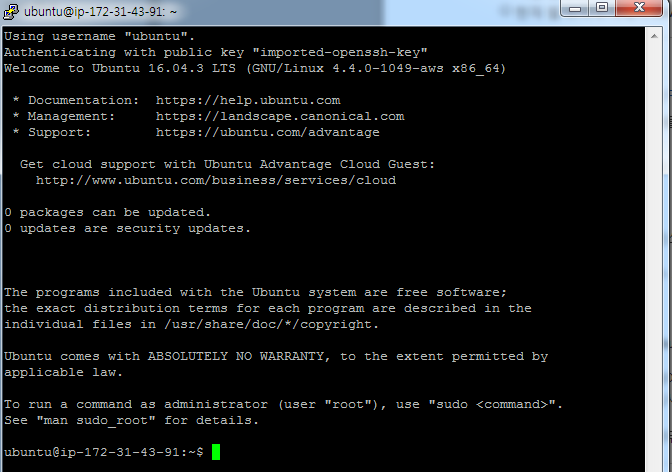 ubuntu@ip-172-31-43-91: ~
Using username "ubuntu".
Authenticating with public key "imported-openssh-key"
Welcome to Ubuntu 16.04.3 LTS (GNU/Linux 4.4.0-1049-aws x86_64)
* Documentation:  https://help.ubuntu.com
* Management:     https://landscape.canonical.com
* Support:        https://ubuntu.com/advantage
Get cloud support with Ubuntu Advantage Cloud Guest:
http://www.ubuntu.com/business/services/cloud
0 packages can be updated.
0 updates are security updates.
The programs included with the Ubuntu system are free software;
the exact distribution terms for each program are described in the
individual files in /usr/share/doc/*/copyright.
Ubuntu comes with ABSOLUTELY NO WARRANTY, to the extent permitted by
applicable law.
To run a command as administrator (user "root"), use "sudo <command>".
See "man sudo_root" for details.
ubuntu@ip-172-31-43-91:~$